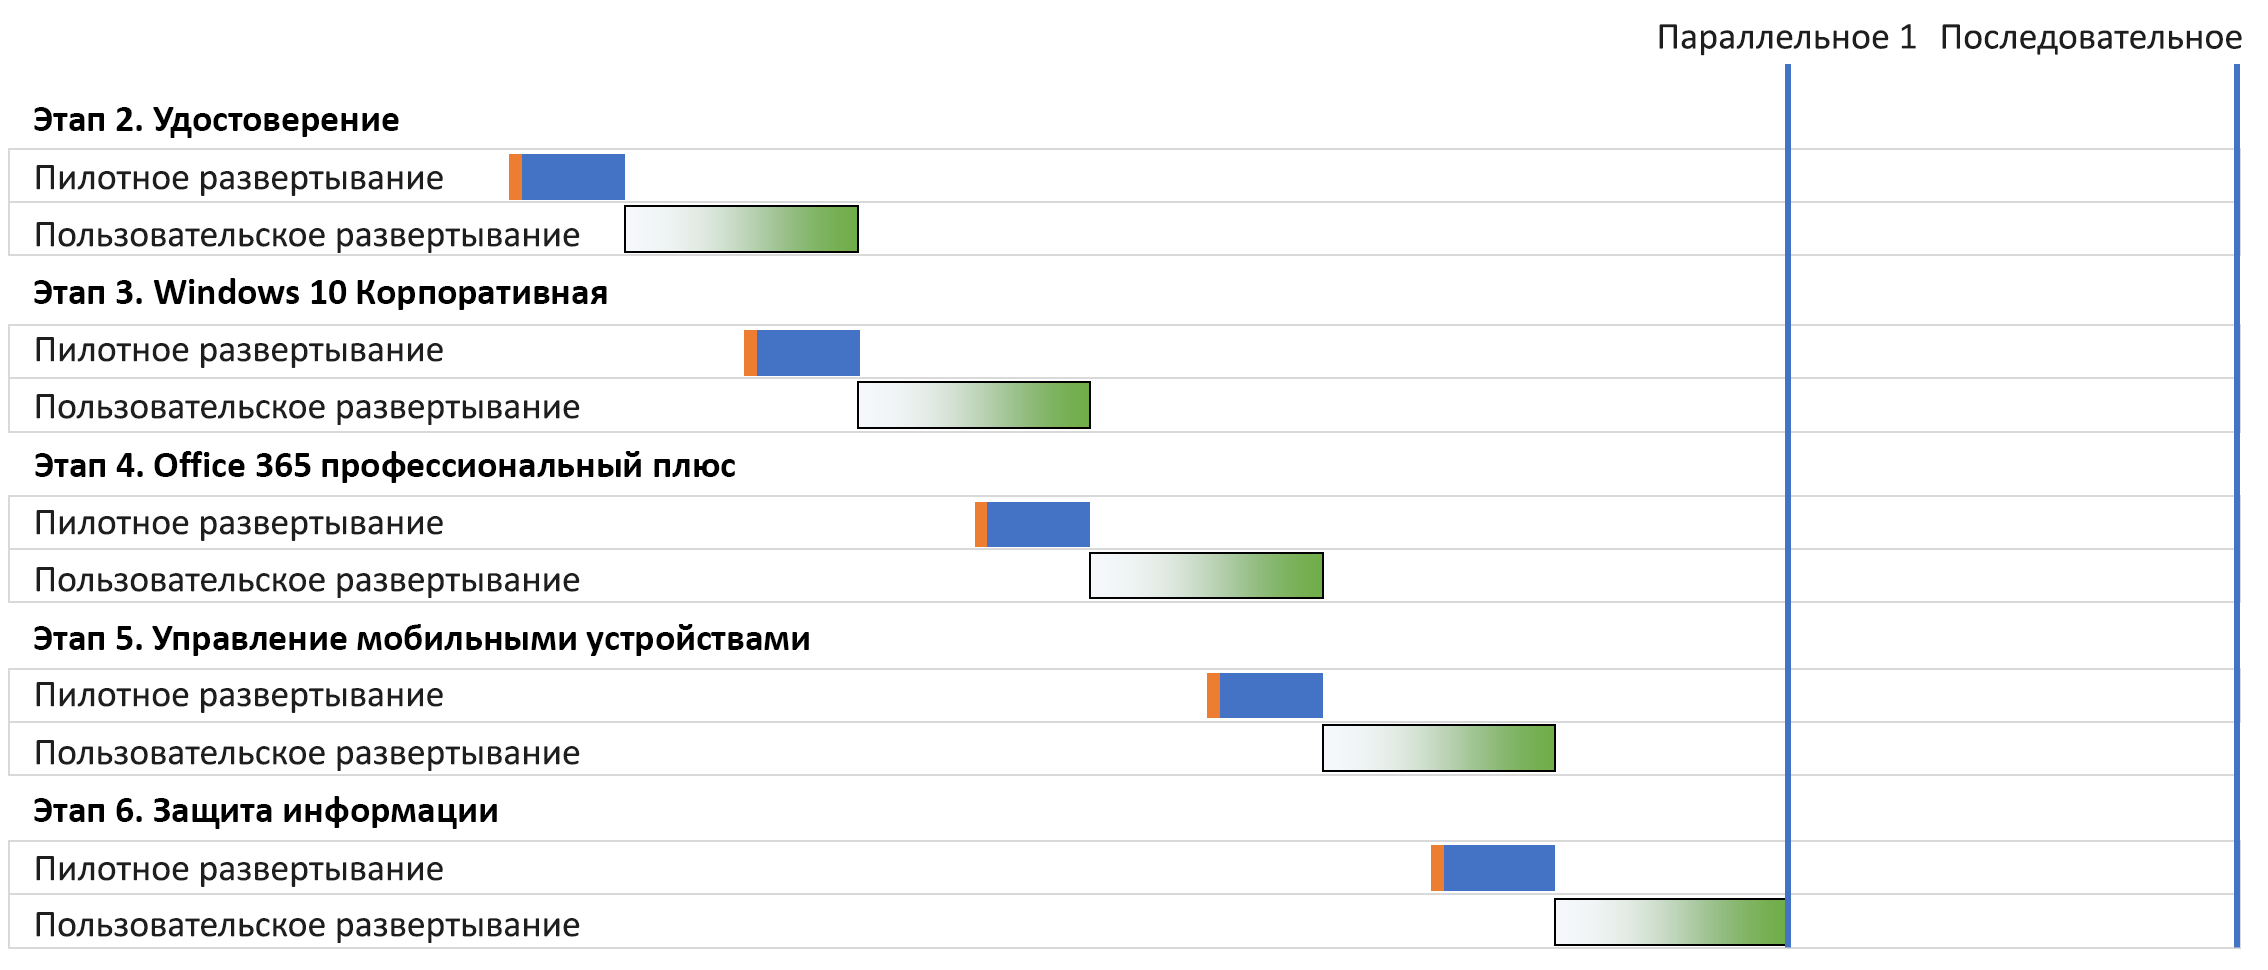 Параллельное 1 Последовательное
Этап 2. Удостоверение
Пилотное развертывание
Пользовательское развертывание
Этап 3. Windows 10 Корпоративная
Пилотное развертывание
Пользовательское развертывание
Этап 4. Office 365 профессиональный плюс
Пилотное развертывание
Пользовательское развертывание
Этап 5. Управление мобильными устройствами
Пилотное развертывание
Пользовательское развертывание
Этап 6. Защита информации
Пилотное развертывание
Пользовательское развертывание